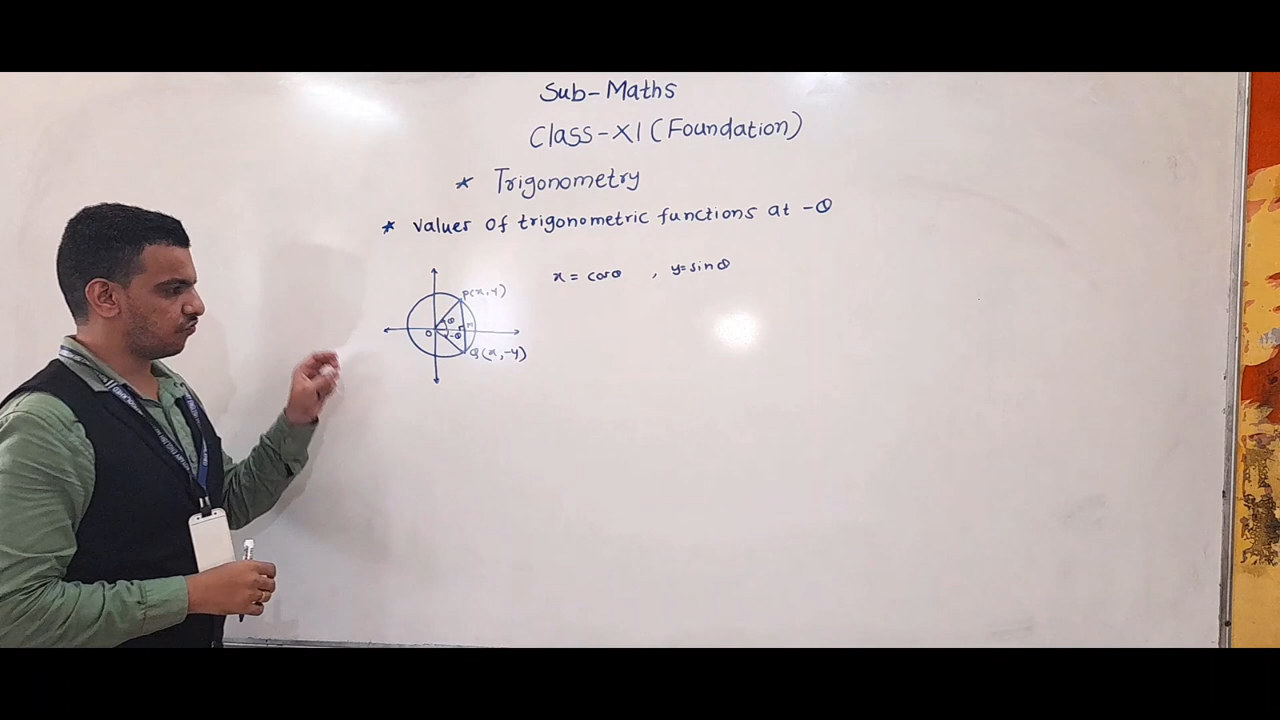 Sub-Maths
Class-XI (Foundation)
* Trigonometry
* Values of trigonometric functions at -θ
x = cosθ , y=sinθ
P(x,y)
θ
O
M
-θ
Q(x,-y)